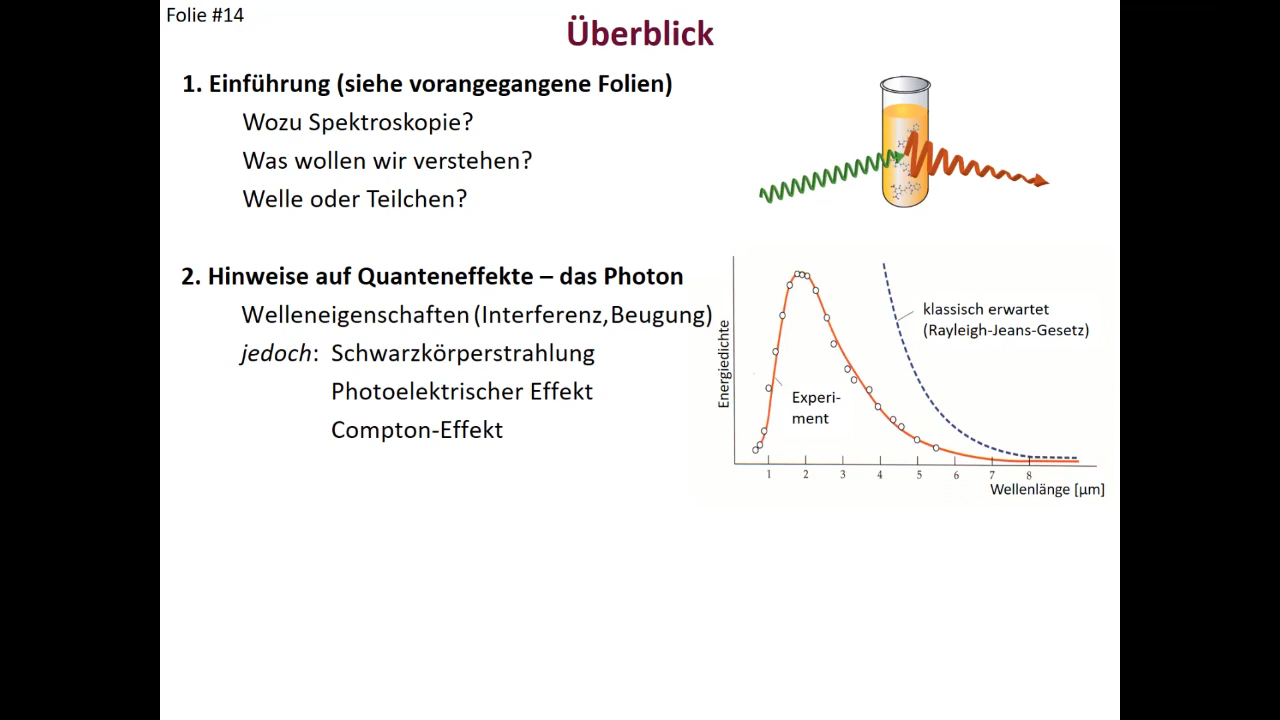 Folie #14
Überblick
1. Einführung (siehe vorangegangene Folien)
Wozu Spektroskopie?
Was wollen wir verstehen?
Welle oder Teilchen?
2. Hinweise auf Quanteneffekte – das Photon
Welleneigenschaften (Interferenz, Beugung)
jedoch: Schwarzkörperstrahlung
Photoelektrischer Effekt
Compton-Effekt
Energiedichte
klassisch erwartet
(Rayleigh-Jeans-Gesetz)
Experi-
ment
1 2 3 4 5 6 7 8
Wellenlänge [µm]